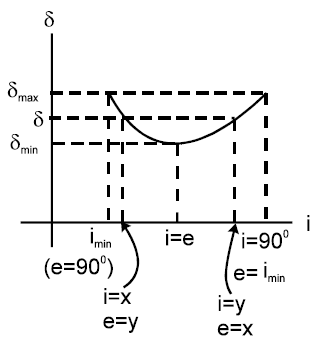 δ
δmax
δ
δmin
i
imin
i=e
i=90⁰
(e=90⁰)
e= imin
i=x
e=y
i=y
e=x